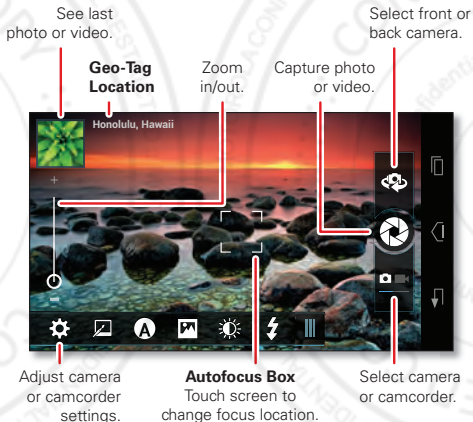 See last
photo or video.
Select front or
back camera.
Geo-Tag
Location
Zoom
in/out.
Capture photo
or video.
Honolulu, Hawaii
+
A
Adjust camera
or camcorder
settings.
Autofocus Box
Touch screen to
change focus location.
Select camera
or camcorder.